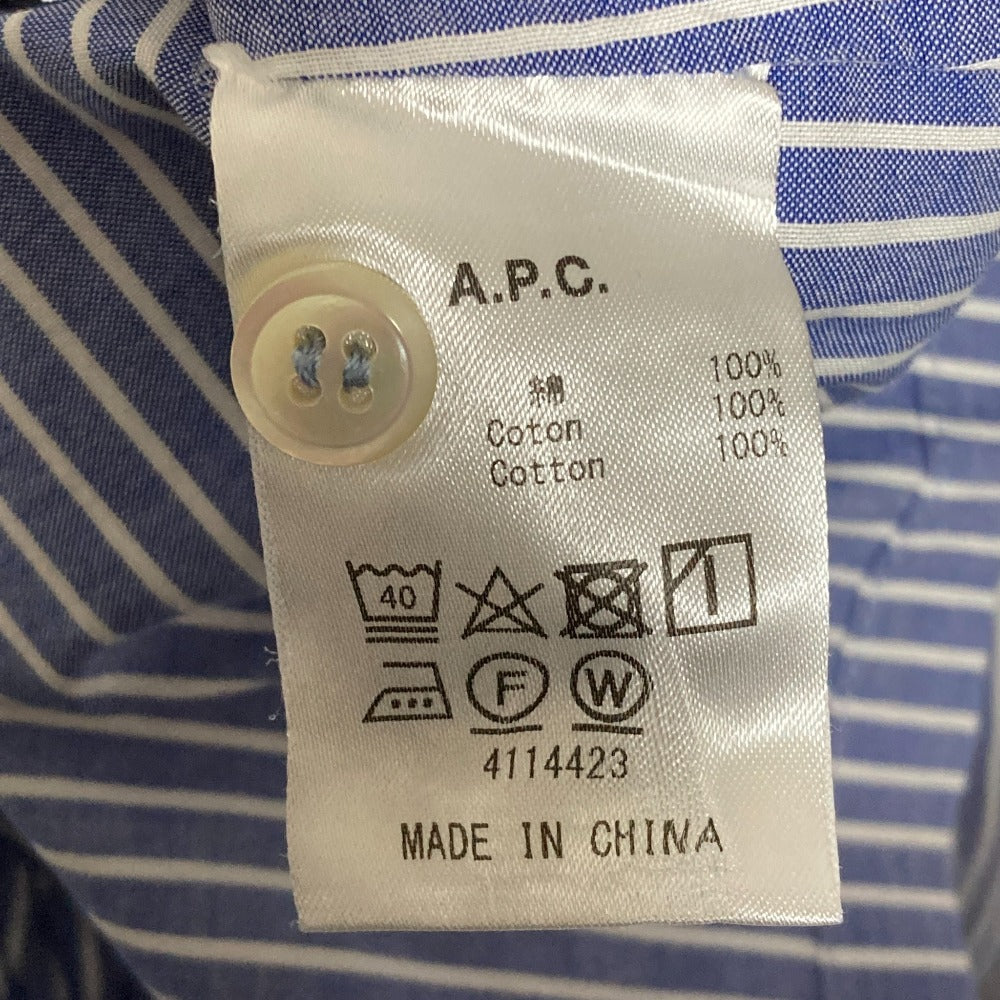 A.P.C.
綿 100%
Coton 100%
Cotton 100%
40
F W
4114423
MADE IN CHINA